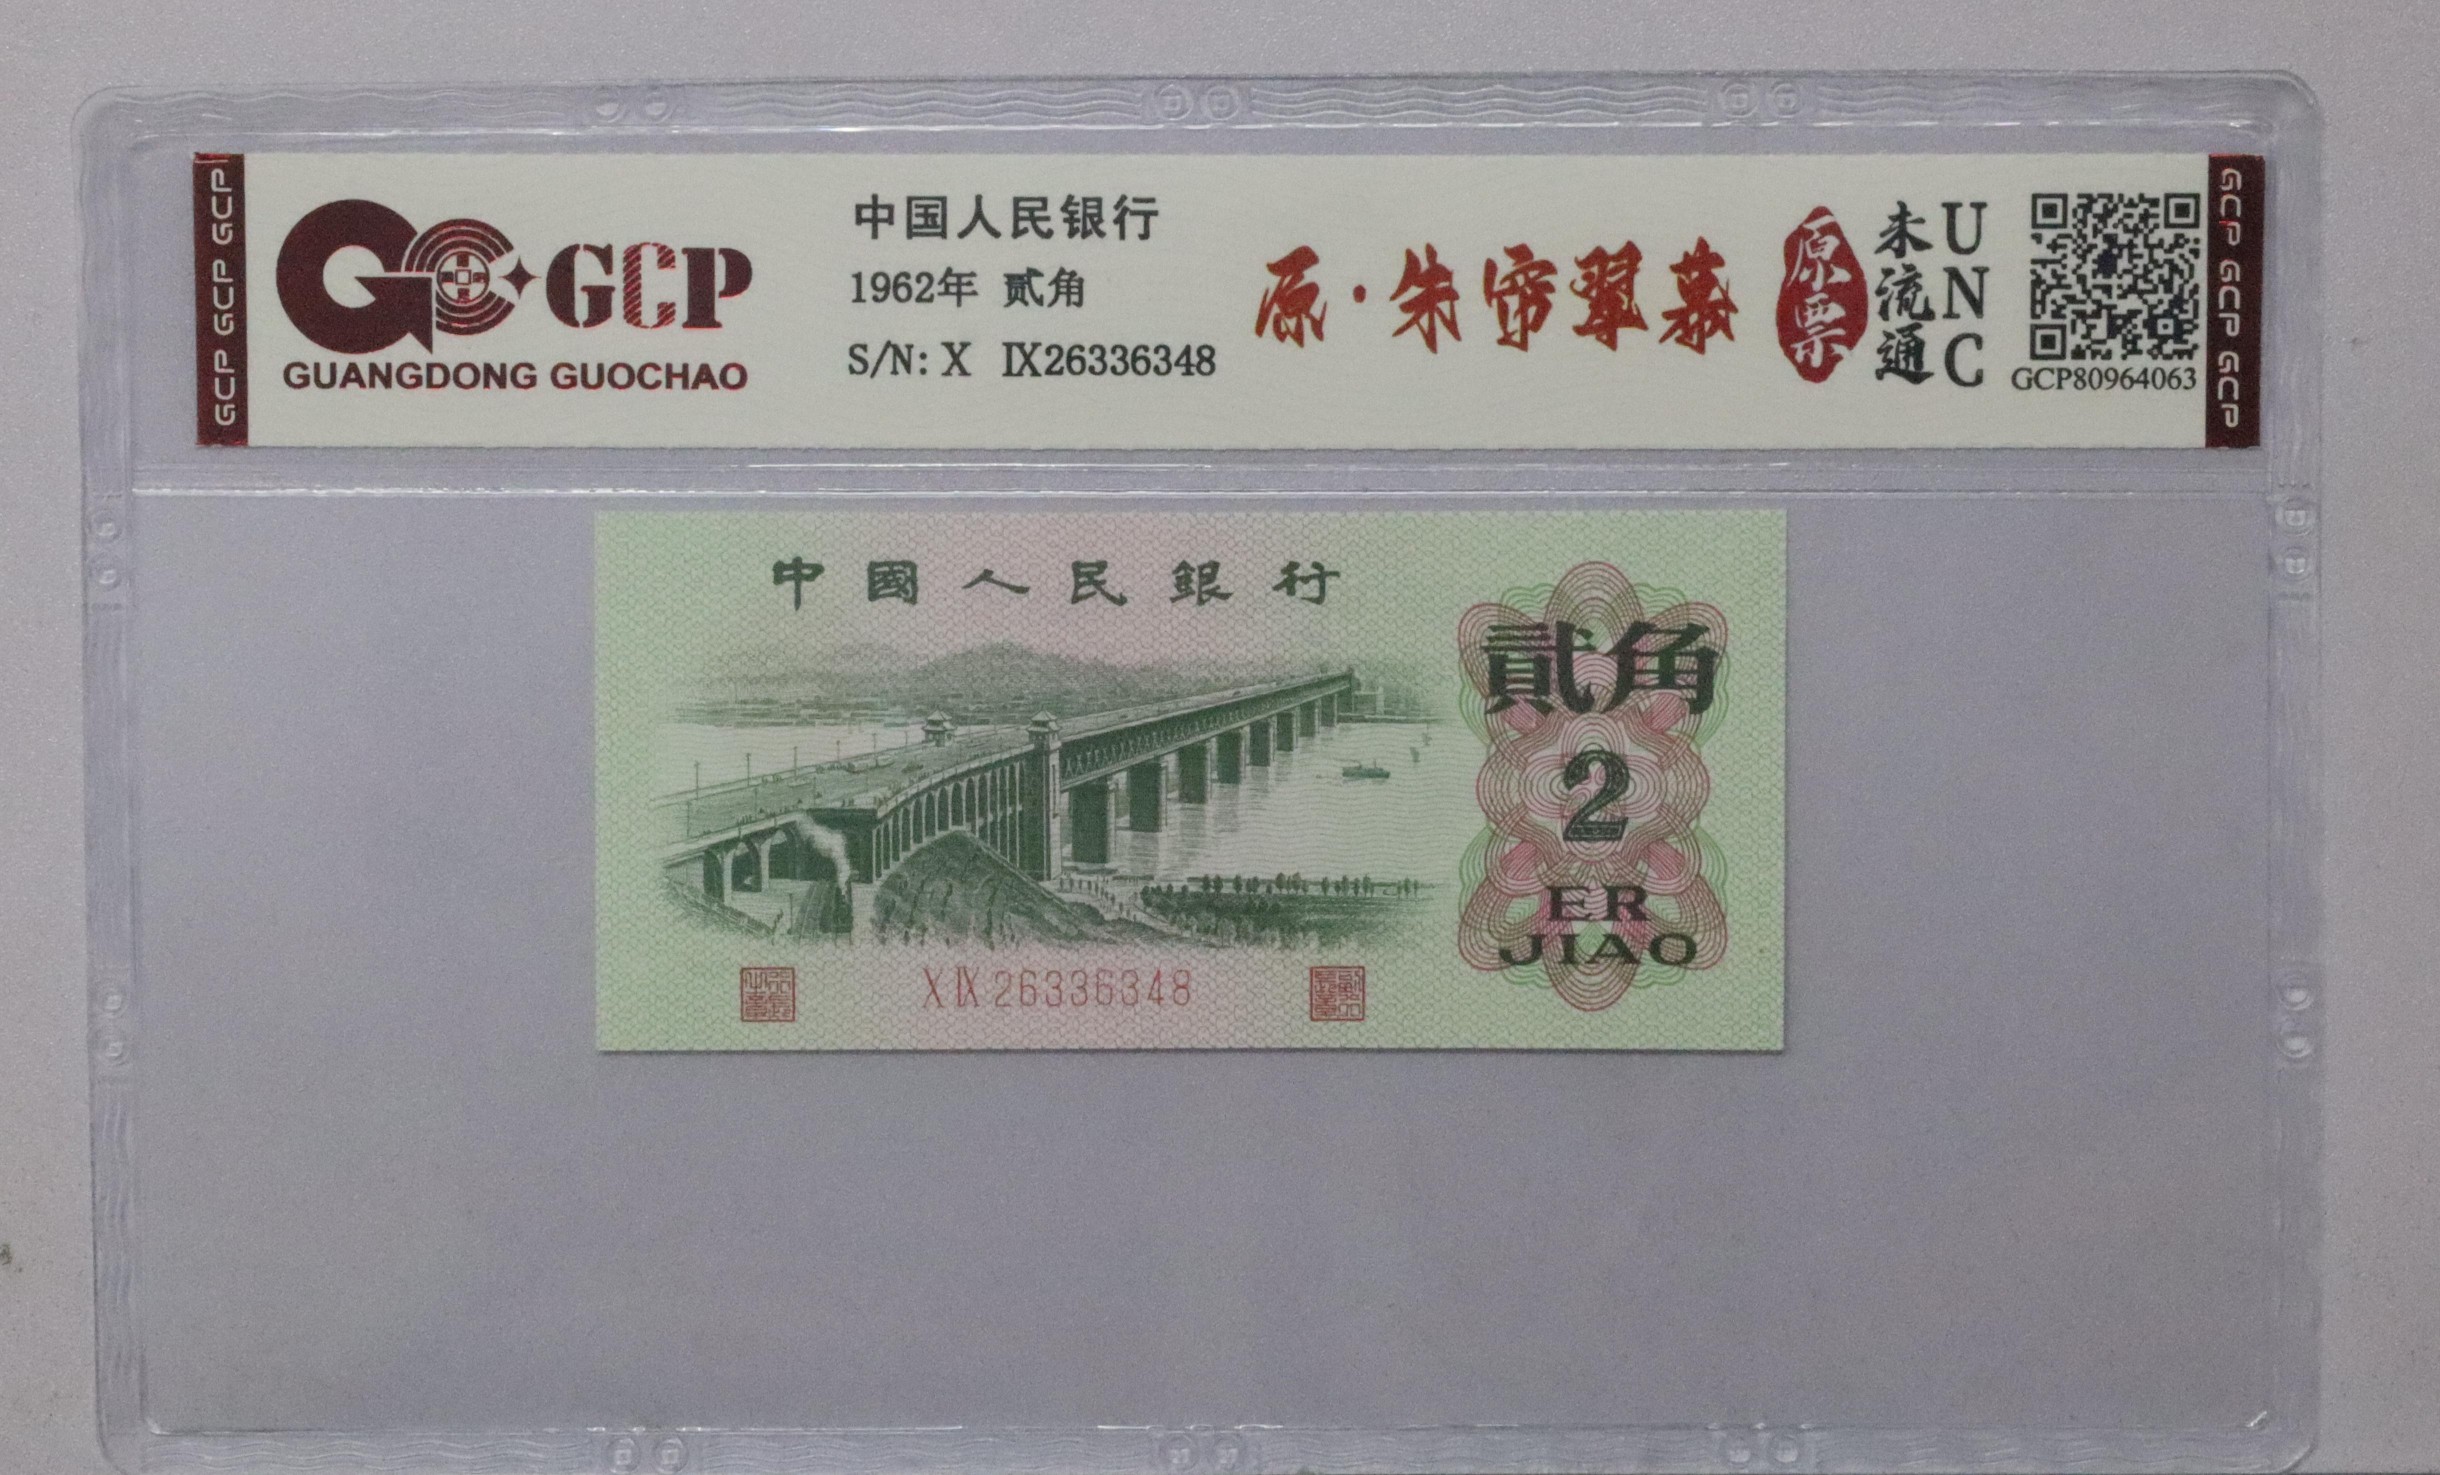 GCP GCP GCP
GCP
GUANGDONG GUOCHAO
中国人民银行
1962年 贰角
S/N: X Ⅸ26336348
原·朱帘翠幕
原票
未流通
UNC
GCP80964063
GCP GCP GCP
中國人民銀行
貳角
2
ER
JIAO
X Ⅸ 26336348